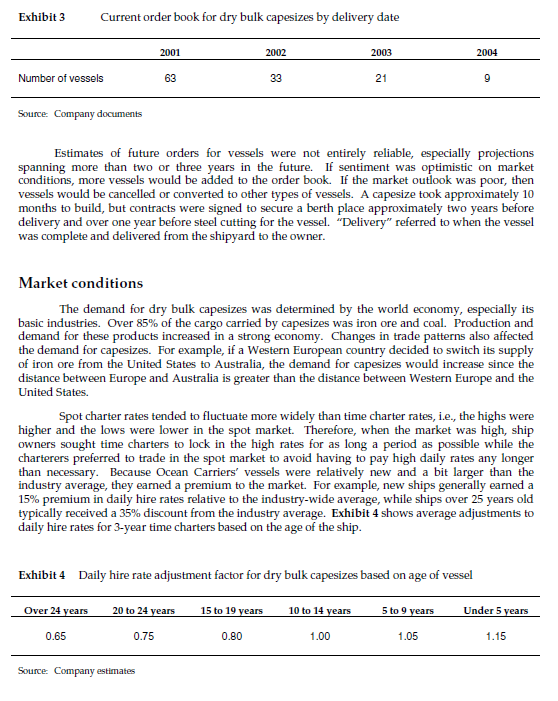 Exhibit 3 Current order book for dry bulk capesizes by delivery date
2001 2002 2003 2004
Number of vessels 63 33 21 9
Source: Company documents
Estimates of future orders for vessels were not entirely reliable, especially projections
spanning more than two or three years in the future. If sentiment was optimistic on market
conditions, more vessels would be added to the order book. If the market outlook was poor, then
vessels would be cancelled or converted to other types of vessels. A capesize took approximately 10
months to build, but contracts were signed to secure a berth place approximately two years before
delivery and over one year before steel cutting for the vessel. "Delivery" referred to when the vessel
was complete and delivered from the shipyard to the owner.
Market conditions
The demand for dry bulk capesizes was determined by the world economy, especially its
basic industries. Over 85% of the cargo carried by capesizes was iron ore and coal. Production and
demand for these products increased in a strong economy. Changes in trade patterns also affected
the demand for capesizes. For example, if a Western European country decided to switch its supply
of iron ore from the United States to Australia, the demand for capesizes would increase since the
distance between Europe and Australia is greater than the distance between Western Europe and the
United States.
Spot charter rates tended to fluctuate more widely than time charter rates, i.e., the highs were
higher and the lows were lower in the spot market. Therefore, when the market was high, ship
owners sought time charters to lock in the high rates for as long a period as possible while the
charterers preferred to trade in the spot market to avoid having to pay high daily rates any longer
than necessary. Because Ocean Carriers' vessels were relatively new and a bit larger than the
industry average, they earned a premium to the market. For example, new ships generally earned a
15% premium in daily hire rates relative to the industry-wide average, while ships over 25 years old
typically received a 35% discount from the industry average. Exhibit 4 shows average adjustments to
daily hire rates for 3-year time charters based on the age of the ship.
Exhibit 4 Daily hire rate adjustment factor for dry bulk capesizes based on age of vessel
Over 24 years 20 to 24 years 15 to 19 years 10 to 14 years 5 to 9 years Under 5 years
0.65 0.75 0.80 1.00 1.05 1.15
Source: Company estimates